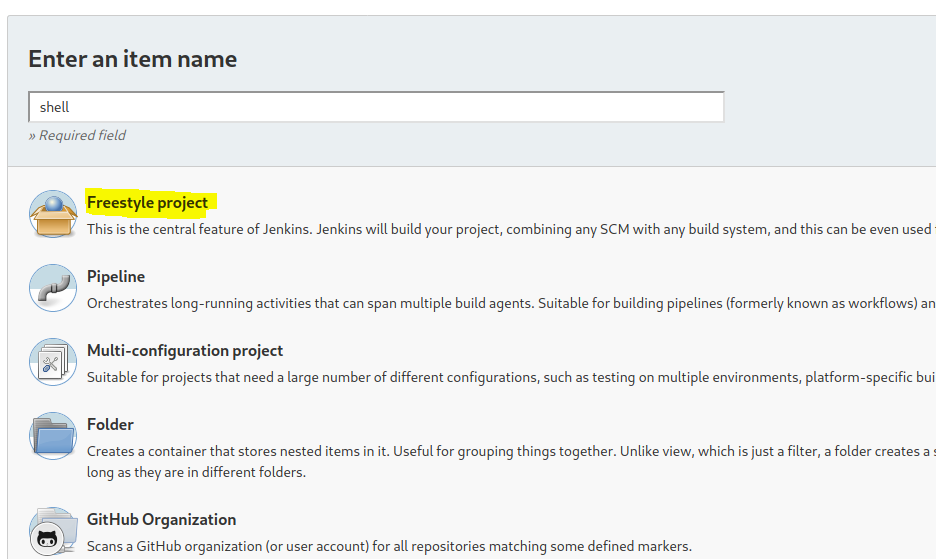 Enter an item name
shell
» Required field
Freestyle project
This is the central feature of Jenkins. Jenkins will build your project, combining any SCM with any build system, and this can be even used
Pipeline
Orchestrates long-running activities that can span multiple build agents. Suitable for building pipelines (formerly known as workflows) an
Multi-configuration project
Suitable for projects that need a large number of different configurations, such as testing on multiple environments, platform-specific bui
Folder
Creates a container that stores nested items in it. Useful for grouping things together. Unlike view, which is just a filter, a folder creates a s
long as they are in different folders.
GitHub Organization
Scans a GitHub organization (or user account) for all repositories matching some defined markers.